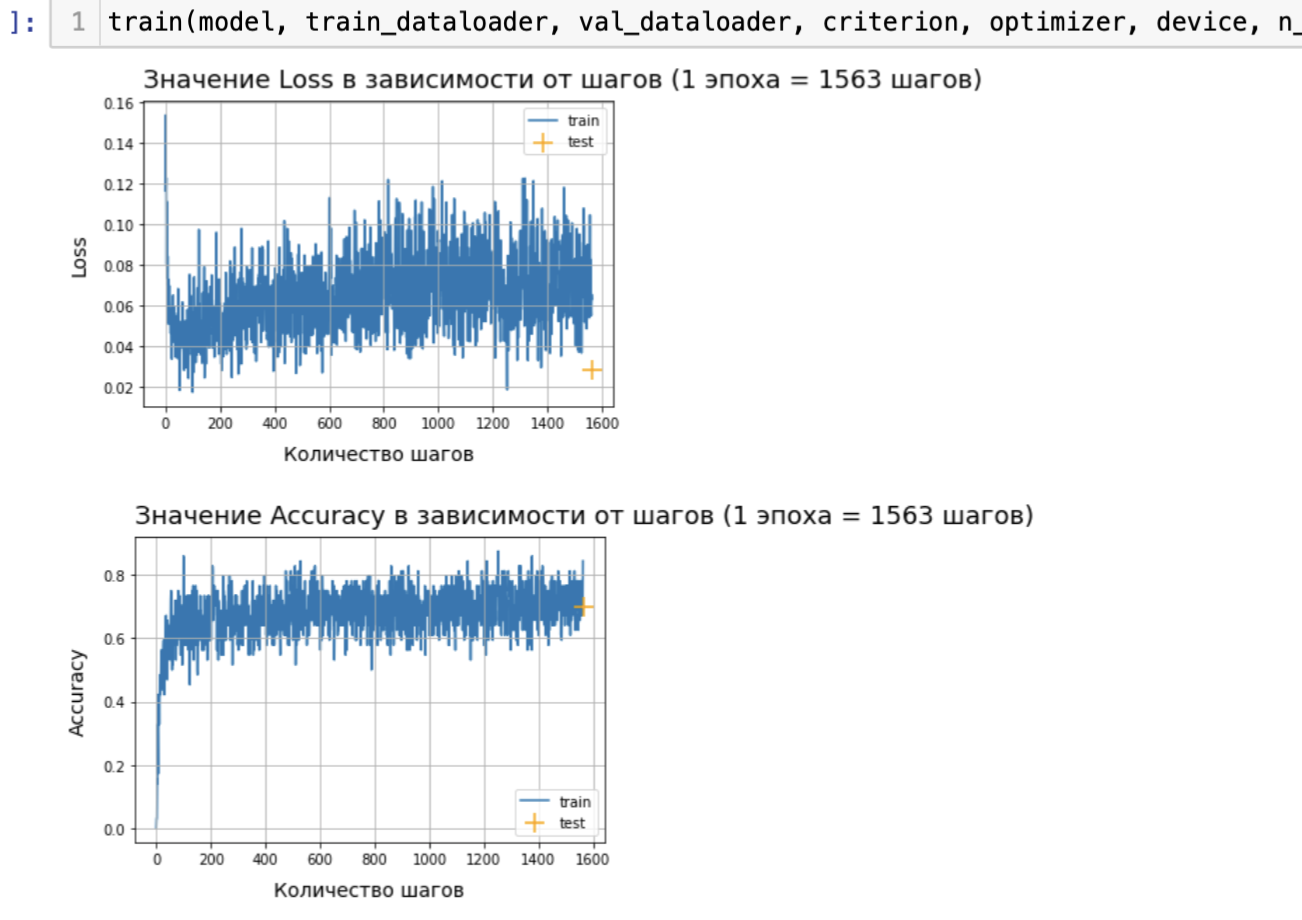 ]: 1 train(model, train_dataloader, val_dataloader, criterion, optimizer, device, n_
Значение Loss в зависимости от шагов (1 эпоха = 1563 шагов)
0.16
train
test
0.14
0.12
0.10
0.08
0.06
0.04
0.02
Loss
0 200 400 600 800 1000 1200 1400 1600
Количество шагов
Значение Accuracy в зависимости от шагов (1 эпоха = 1563 шагов)
0.8
0.6
0.4
0.2
0.0
Accuracy
train
test
0 200 400 600 800 1000 1200 1400 1600
Количество шагов